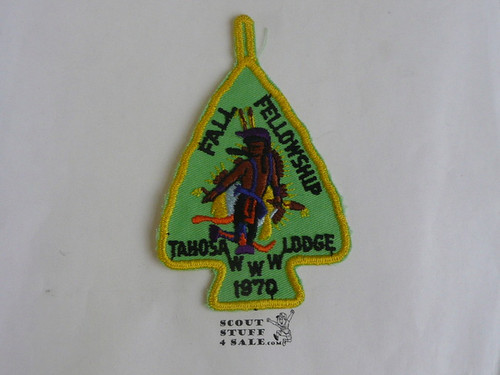 FALL FELLOWSHIP
TAHOSA LODGE
WWW
1970
SCOUT
STUFF
4 SALE.com